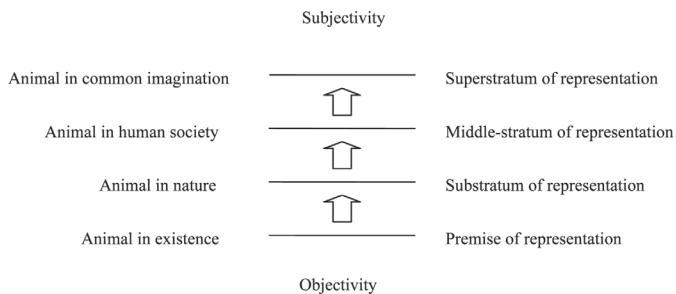 Subjectivity
Animal in common imagination Superstratum of representation
Animal in human society Middle-stratum of representation
Animal in nature Substratum of representation
Animal in existence Premise of representation
Objectivity